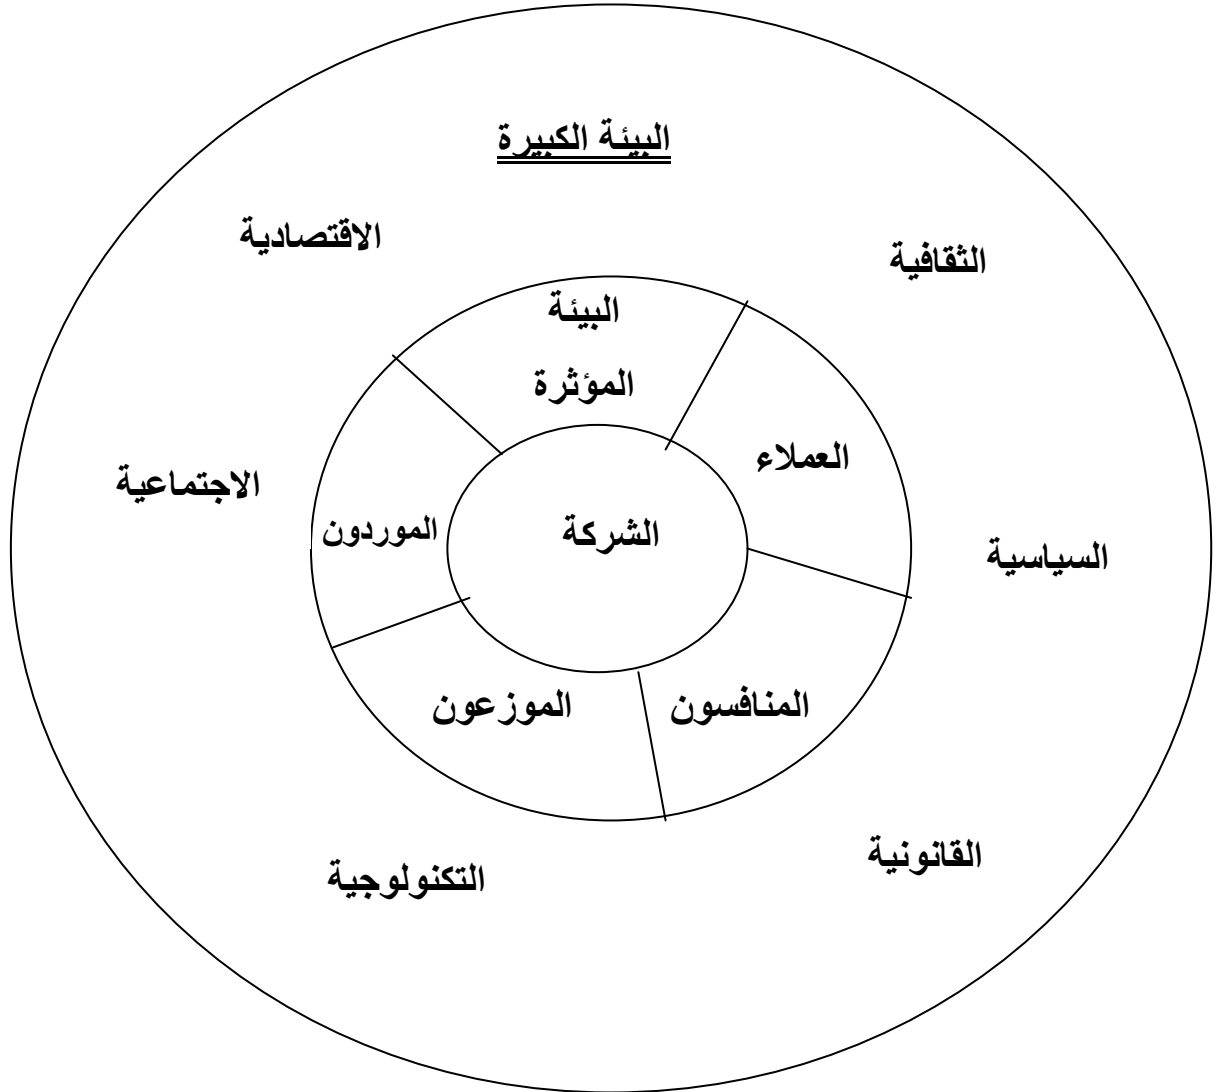 البيئة الكبيرة
الثقافية
الاقتصادية
البيئة
المؤثرة
العملاء
الاجتماعية
الشركة
الموردون
السياسية
المنافسون
الموزعون
القانونية
التكنولوجية